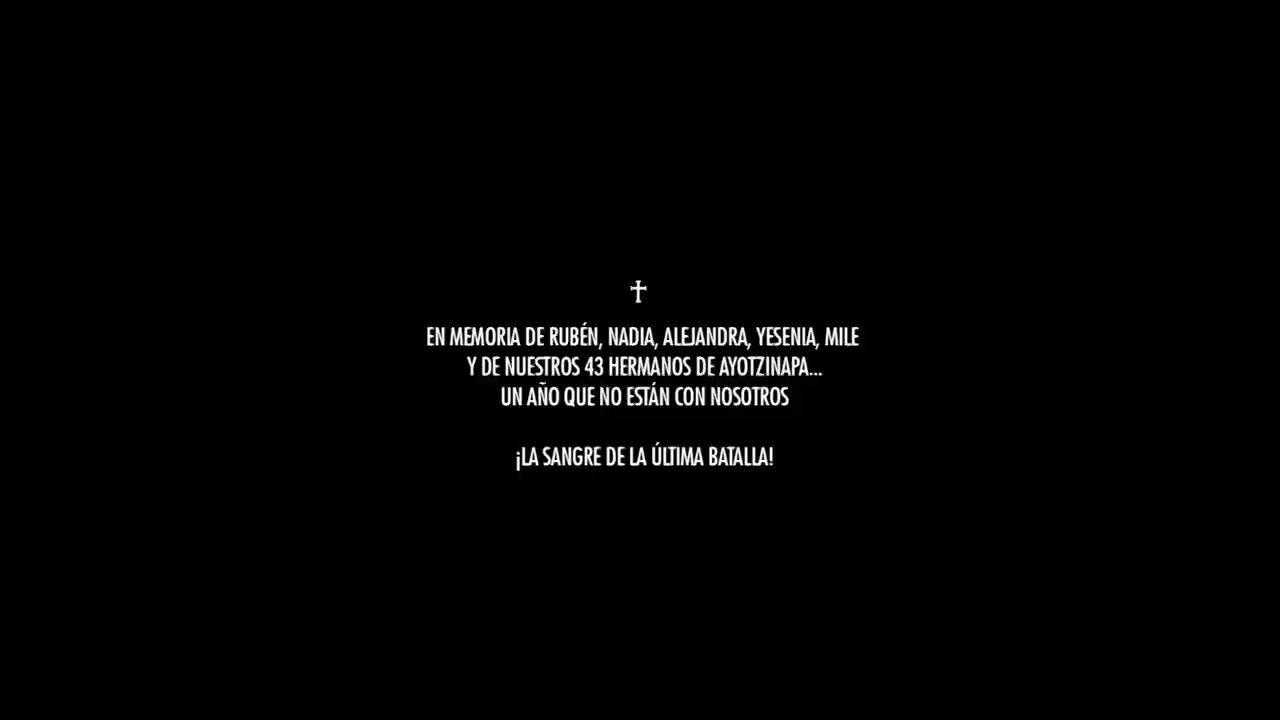 EN MEMORIA DE RUBÉN, NADIA, ALEJANDRA, YESENIA, MILE
Y DE NUESTROS 43 HERMANOS DE AYOTZINAPA...
UN AÑO QUE NO ESTÁN CON NOSOTROS
¡LA SANGRE DE LA ÚLTIMA BATALLA!